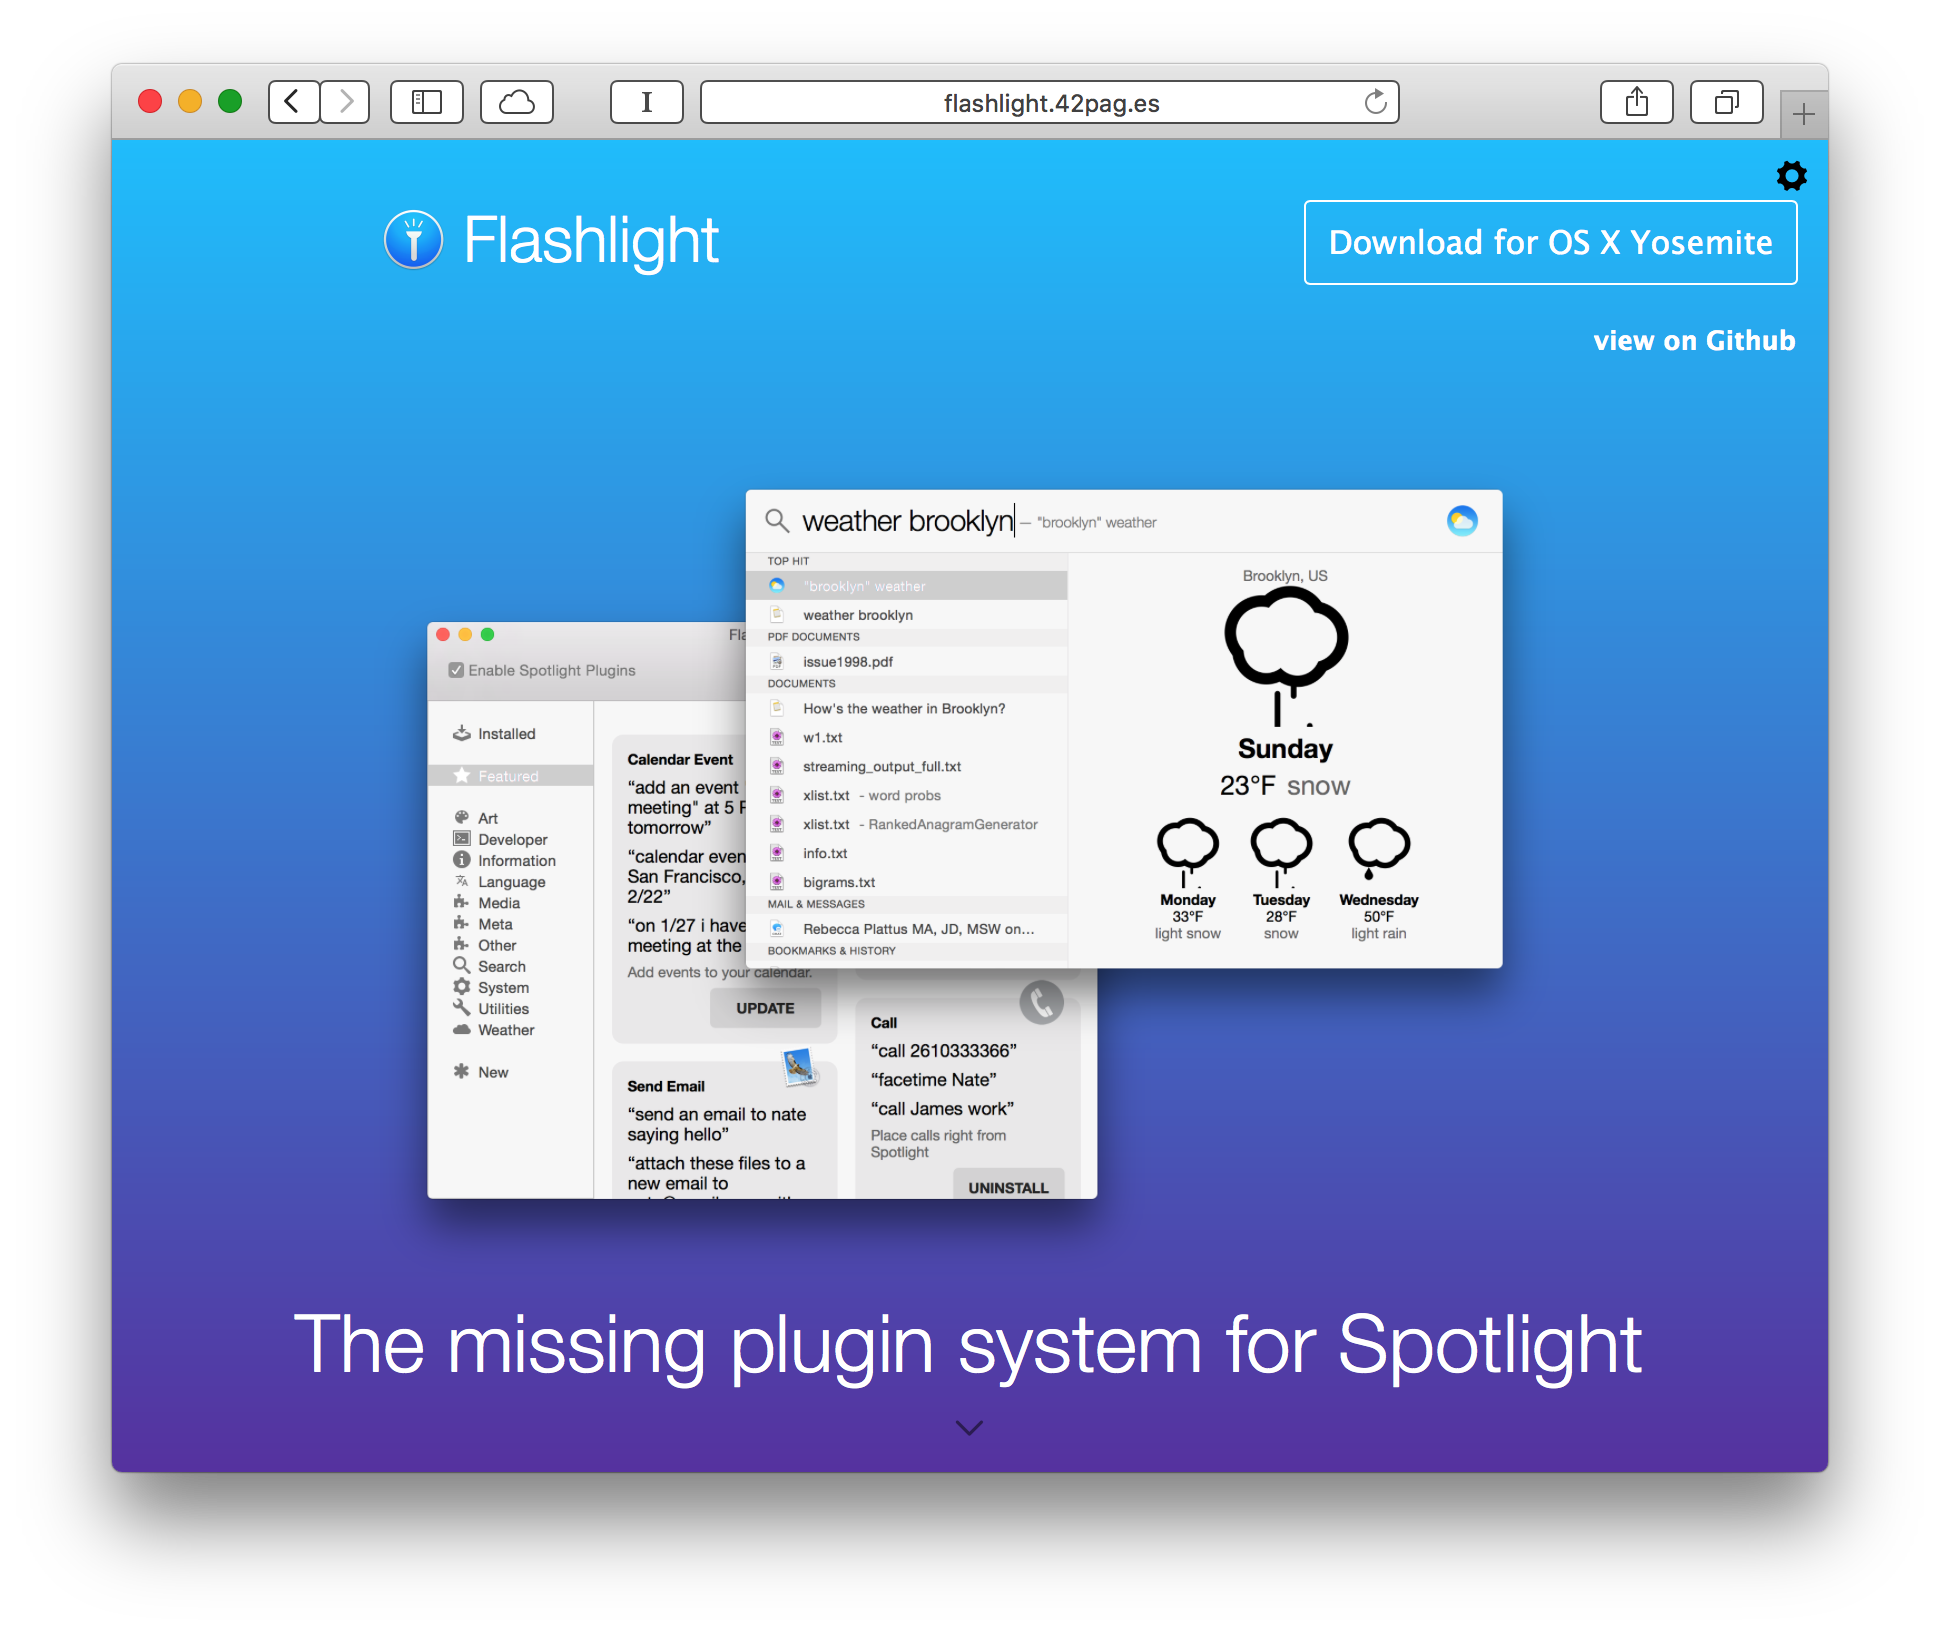 flashlight.42pag.es
Flashlight
Download for OS X Yosemite
view on Github
weather brooklyn — "brooklyn" weather
TOP HIT
"brooklyn" weather
weather brooklyn
PDF DOCUMENTS
issue1998.pdf
DOCUMENTS
How's the weather in Brooklyn?
w1.txt
streaming_output_full.txt
xlist.txt - word probs
xlist.txt - RankedAnagramGenerator
info.txt
bigrams.txt
MAIL & MESSAGES
Rebecca Plattus MA, JD, MSW on...
BOOKMARKS & HISTORY
Brooklyn, US
Sunday
23°F snow
Monday
33°F
light snow
Tuesday
28°F
snow
Wednesday
50°F
light rain
Enable Spotlight Plugins
Installed
Featured
Art
Developer
Information
Language
Media
Meta
Other
Search
System
Utilities
Weather
New
Calendar Event
“add an event
meeting" at 5
tomorrow”
“calendar even
San Francisco,
2/22”
“on 1/27 i have
meeting at the
Add events to your calendar.
UPDATE
Send Email
“send an email to nate
saying hello”
“attach these files to a
new email to
Call
“call 2610333366”
“facetime Nate”
“call James work”
Place calls right from
Spotlight
UNINSTALL
The missing plugin system for Spotlight